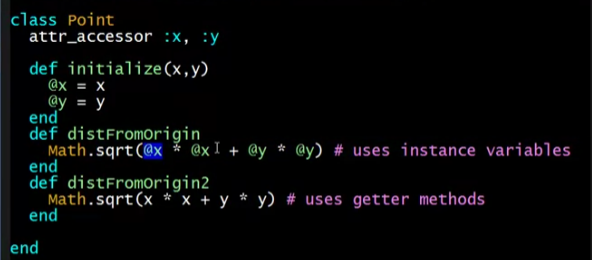 class Point
  attr_accessor :x, :y
  def initialize(x,y)
    @x = x
    @y = y
  end
  def distFromOrigin
    Math.sqrt(@x * @x + @y * @y) # uses instance variables
  end
  def distFromOrigin2
    Math.sqrt(x * x + y * y) # uses getter methods
  end
end